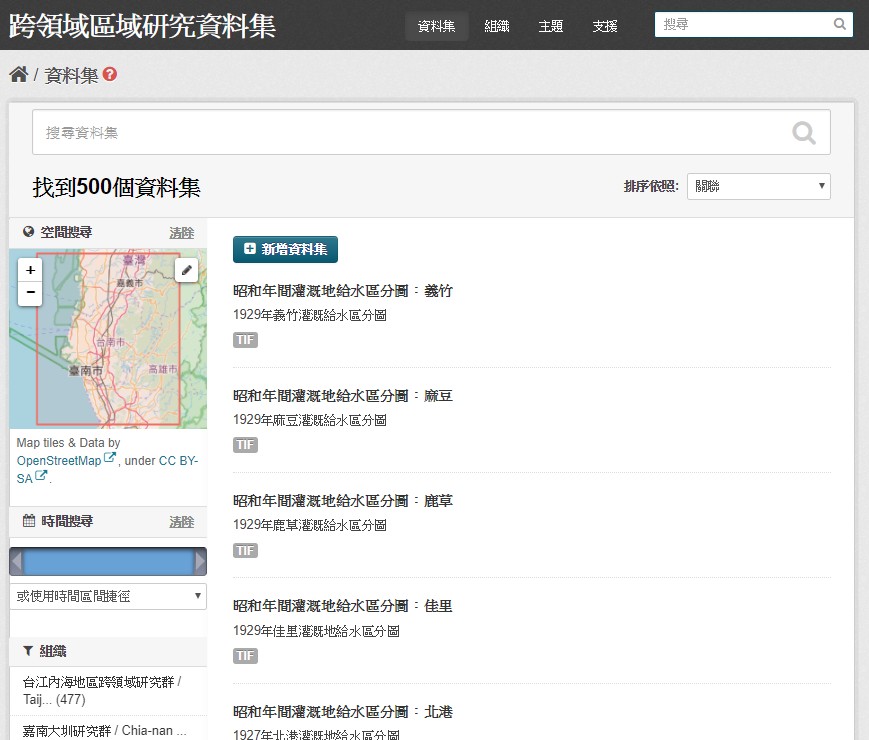 跨領域區域研究資料集
資料集 組織 主題 支援 搜尋
/ 資料集
搜尋資料集
找到500個資料集
排序依照: 關聯
空間搜尋 清除
+
−
臺灣
嘉義市
台南市
臺南市
高雄市
Map tiles & Data by
OpenStreetMap , under CC BY-
SA .
時間搜尋 清除
或使用時間區間捷徑
組織
台江內海地區跨領域研究群 /
Taij... (477)
嘉南大圳研究群 / Chia-nan ...
新增資料集
昭和年間灌溉地給水區分圖：義竹
1929年義竹灌溉給水區分圖
TIF
昭和年間灌溉地給水區分圖：麻豆
1929年麻豆灌溉給水區分圖
TIF
昭和年間灌溉地給水區分圖：鹿草
1929年鹿草灌溉給水區分圖
TIF
昭和年間灌溉地給水區分圖：佳里
1929年佳里灌溉地給水區分圖
TIF
昭和年間灌溉地給水區分圖：北港
1927年北港灌溉給水區分圖